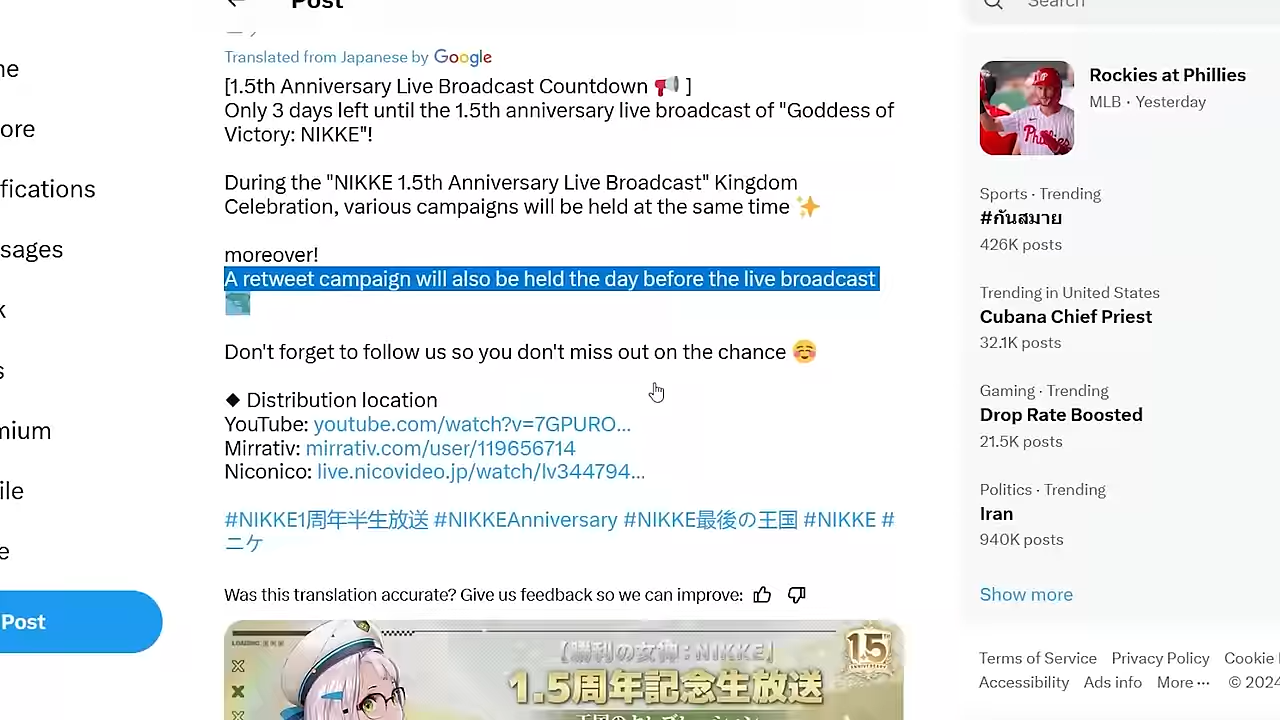 Post
Search
me
ore
fications
sages
k
s
mium
ile
e
Post
Translated from Japanese by Google
[1.5th Anniversary Live Broadcast Countdown 📢 ]
Only 3 days left until the 1.5th anniversary live broadcast of "Goddess of
Victory: NIKKE"!
During the "NIKKE 1.5th Anniversary Live Broadcast" Kingdom
Celebration, various campaigns will be held at the same time ✨
moreover!
A retweet campaign will also be held the day before the live broadcast
Don't forget to follow us so you don't miss out on the chance ☺️
◆ Distribution location
YouTube: youtube.com/watch?v=7GPURO…
Mirrativ: mirrativ.com/user/119656714
Niconico: live.nicovideo.jp/watch/lv344794…
#NIKKE1周年半生放送 #NIKKEAnniversary #NIKKE最後の王国 #NIKKE #
ニケ
Was this translation accurate? Give us feedback so we can improve:
【勝利の女神:NIKKE】
1.5周年記念生放送
15
Rockies at Phillies
MLB · Yesterday
Sports · Trending
#กันสมาย
426K posts
Trending in United States
Cubana Chief Priest
32.1K posts
Gaming · Trending
Drop Rate Boosted
21.5K posts
Politics · Trending
Iran
940K posts
Show more
Terms of Service Privacy Policy Cookie
Accessibility Ads info More ··· © 2024